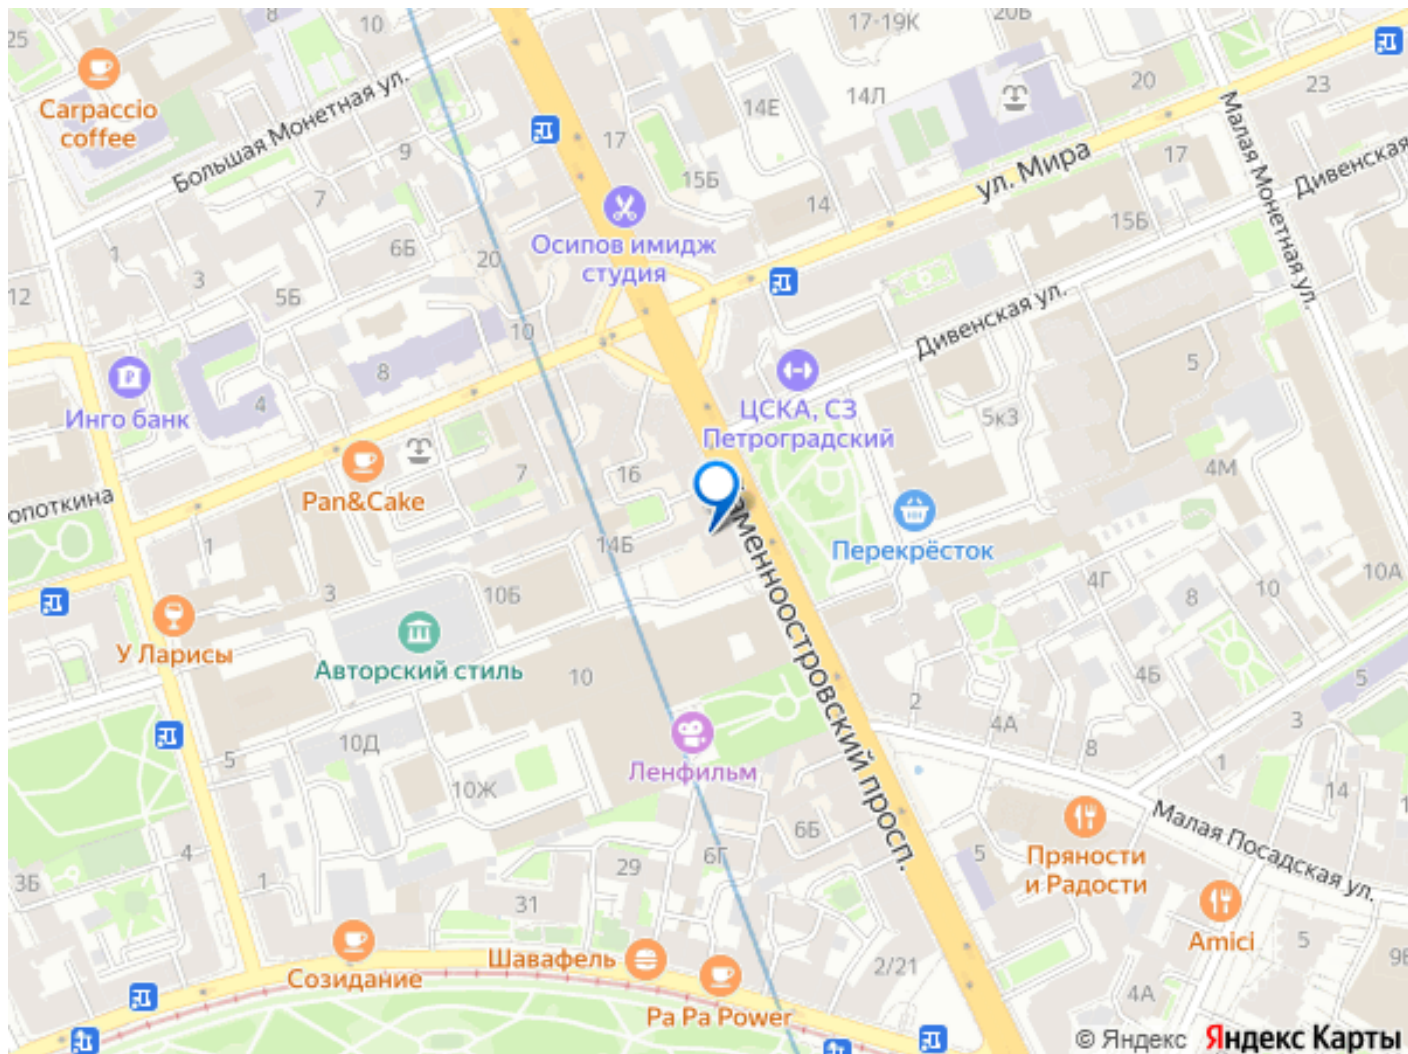 25
8
10
17-19К
20Б
Carpaccio
coffee
Большая Монетная ул.
9
17
14Е
14Л
20
23
15Б
ул. Мира
17
Малая Монетная ул.
Дивенская
7
6Б
14
15Б
1
3
20
Осипов имидж
студия
12
5Б
10
Дивенская ул.
8
4
Инго банк
ЦСКА, СЗ
Петроградский
5
5к3
Pan&Cake
7
16
4М
опоткина
Перекрёсток
1
14Б
3
10Б
4Г
8
10
10А
У Ларисы
Авторский стиль
10
Каменноостровский просп.
4Б
5
2
4А
3
8
1
10Д
5
Ленфильм
10Ж
14
Малая Посадская ул.
6Б
6Г
29
5
Пряности
и Радости
4
3Б
1
31
Amici
5
9Б
Созидание
Шавафель
2/21
4А
Pa Pa Power
© Яндекс Яндекс Карты